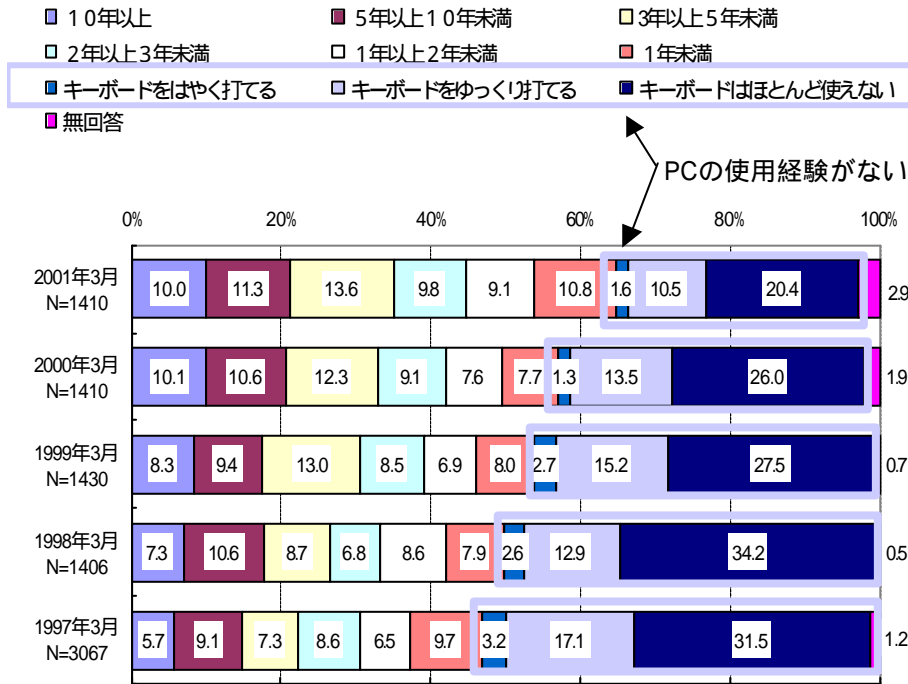 10年以上 5年以上10年未満 3年以上5年未満
2年以上3年未満 1年以上2年未満 1年未満
キーボードをはやく打てる キーボードをゆっくり打てる キーボードはほとんど使えない
無回答
PCの使用経験がない
0% 20% 40% 60% 80% 100%
2001年3月
N=1410
10.0 11.3 13.6 9.8 9.1 10.8 1.6 10.5 20.4 2.9
2000年3月
N=1410
10.1 10.6 12.3 9.1 7.6 7.7 1.3 13.5 26.0 1.9
1999年3月
N=1430
8.3 9.4 13.0 8.5 6.9 8.0 2.7 15.2 27.5 0.7
1998年3月
N=1406
7.3 10.6 8.7 6.8 8.6 7.9 2.6 12.9 34.2 0.5
1997年3月
N=3067
5.7 9.1 7.3 8.6 6.5 9.7 3.2 17.1 31.5 1.2